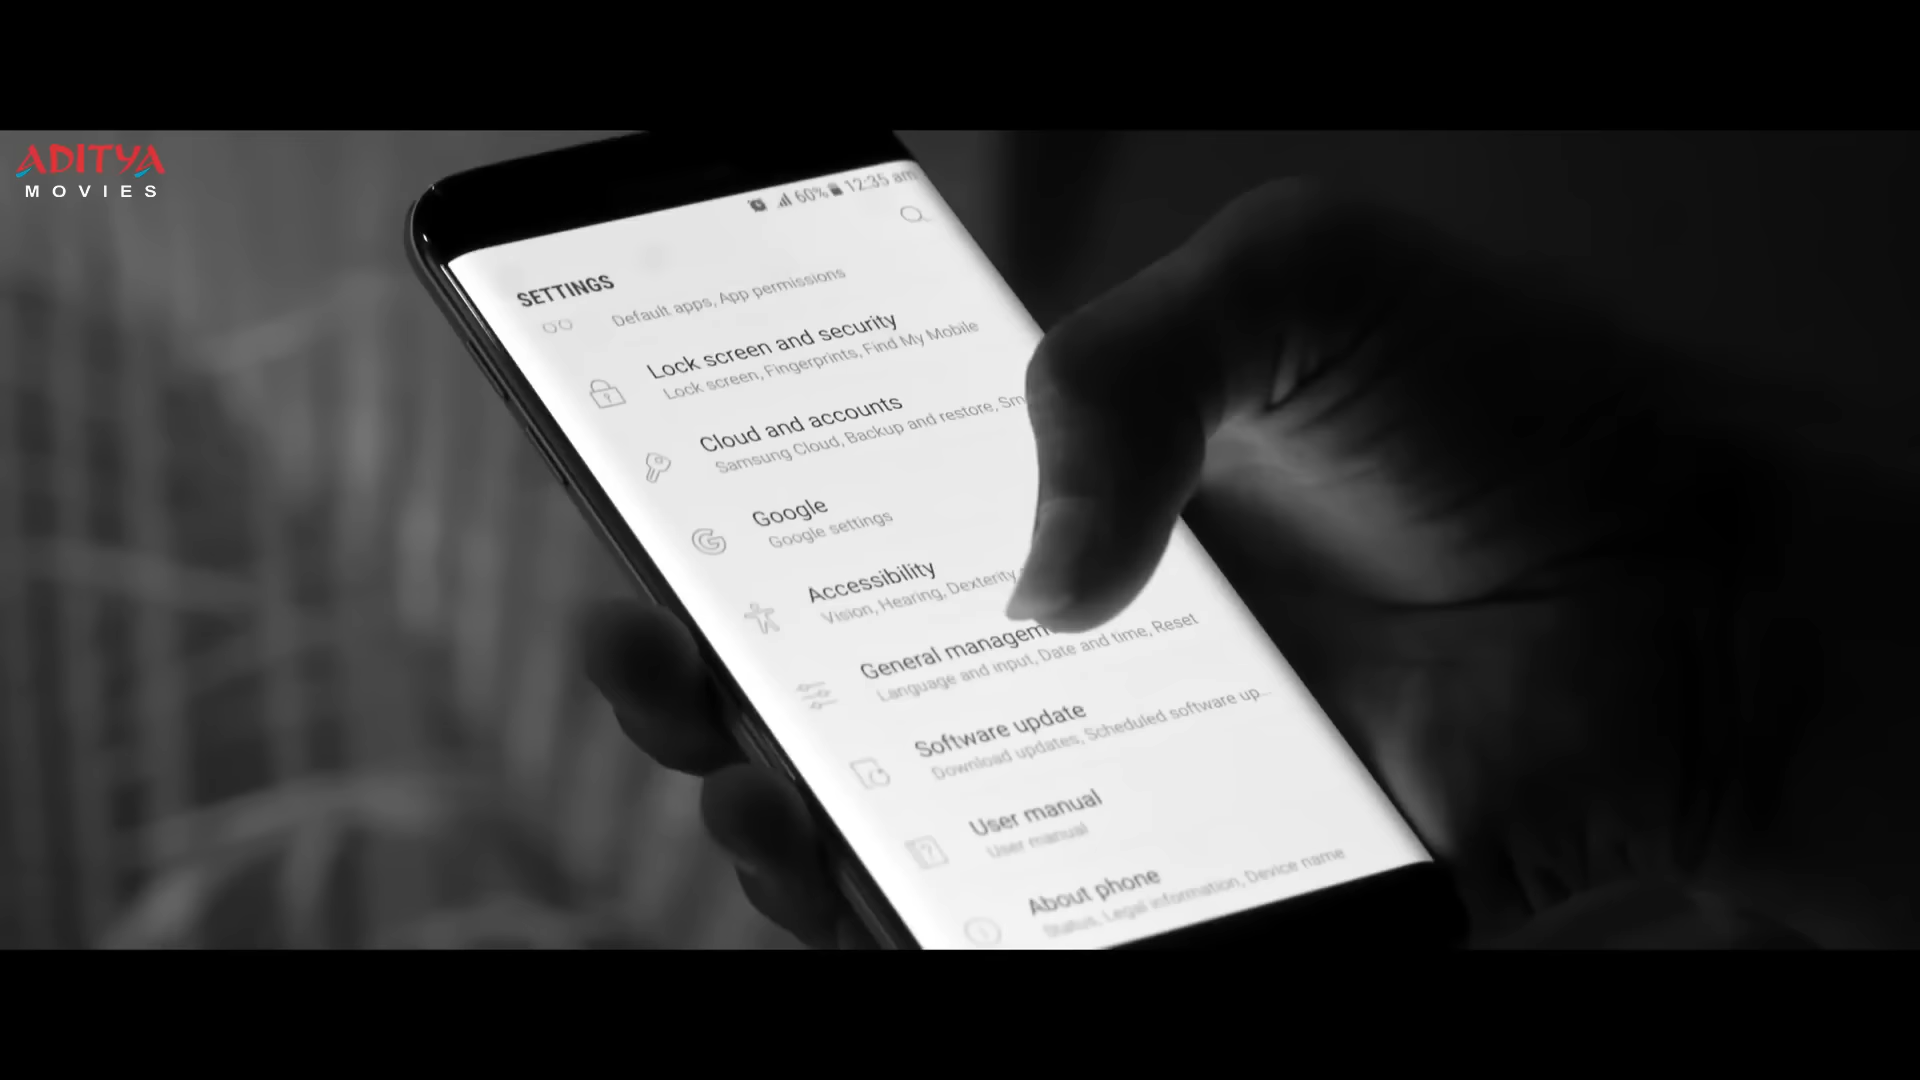 ADITYA
MOVIES
60% 12:35 am
SETTINGS
Default apps, App permissions
Lock screen and security
Lock screen, Fingerprints, Find My Mobile
Cloud and accounts
Samsung Cloud, Backup and restore, Sm
Google
Google settings
Accessibility
Vision, Hearing, Dexterity
General managem
Language and input, Date and time, Reset
Software update
Download updates, Scheduled software up...
User manual
User manual
About phone
Status, Legal information, Device name